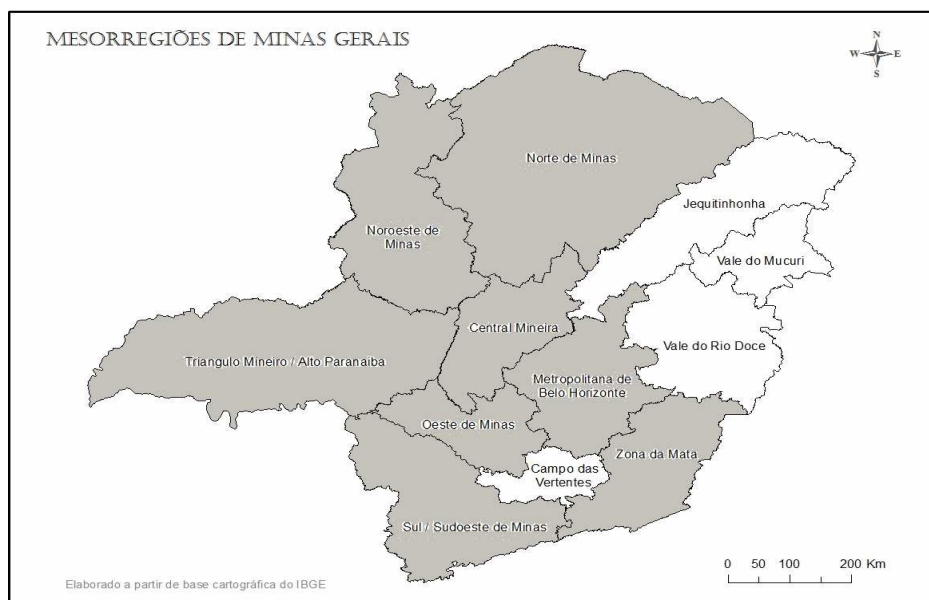 MESORREGIÕES DE MINAS GERAIS
N
W E
S
Norte de Minas
Jequitinhonha
Noroeste de
Minas
Vale do Mucuri
Central Mineira
Vale do Rio Doce
Triangulo Mineiro / Alto Paranaiba
Metropolitana de
Belo Horizonte
Oeste de Minas
Zona da Mata
Campo das
Vertentes
Sul / Sudoeste de Minas
0 50 100 200 Km
Elaborado a partir de base cartográfica do IBGE